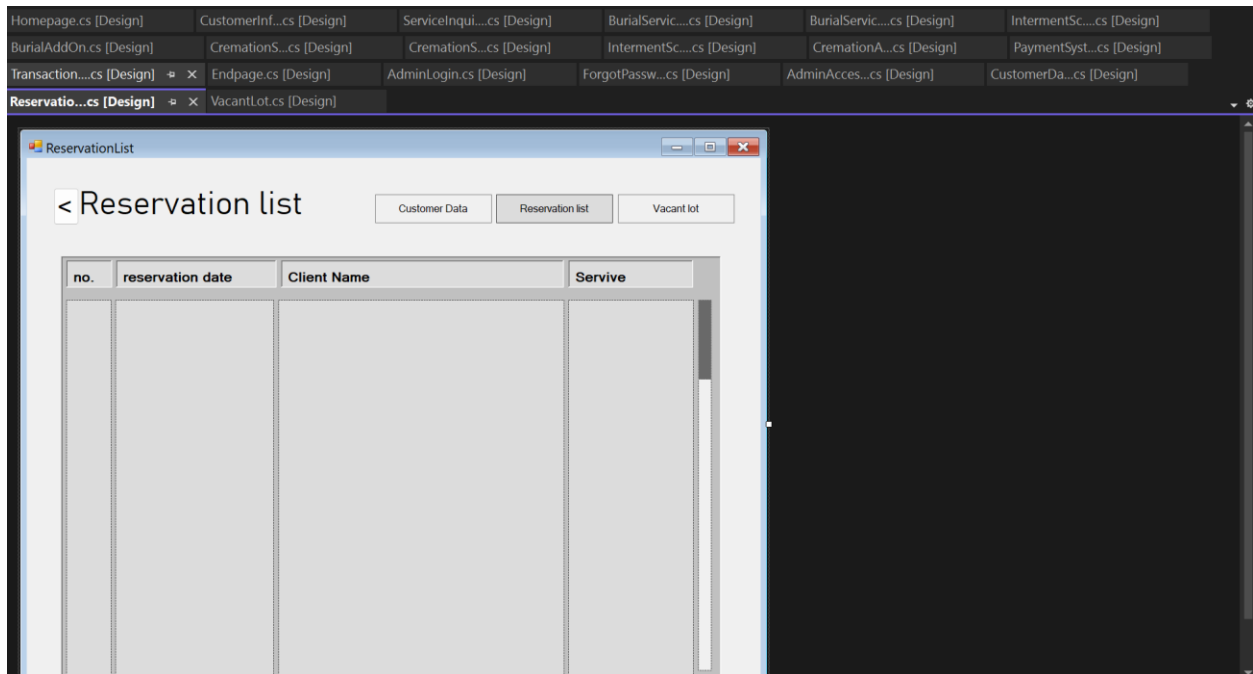 Homepage.cs [Design] CustomerInf...cs [Design] ServiceInqui....cs [Design] BurialServic....cs [Design] BurialServic....cs [Design] IntermentSc....cs [Design]
BurialAddOn.cs [Design] CremationS...cs [Design] CremationS...cs [Design] IntermentSc....cs [Design] CremationA...cs [Design] PaymentSyst...cs [Design]
Transaction....cs [Design] Endpage.cs [Design] AdminLogin.cs [Design] ForgotPassw...cs [Design] AdminAcces...cs [Design] CustomerDa...cs [Design]
Reservatio...cs [Design] VacantLot.cs [Design]
ReservationList
< Reservation list Customer Data Reservation list Vacant lot
no. reservation date Client Name Servive